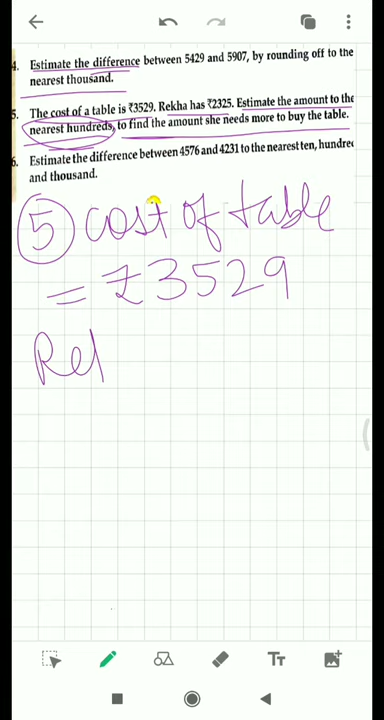 4. Estimate the difference between 5429 and 5907, by rounding off to the
nearest thousand.
5. The cost of a table is ₹3529. Rekha has ₹2325. Estimate the amount to the
nearest hundreds, to find the amount she needs more to buy the table.
6. Estimate the difference between 4576 and 4231 to the nearest ten, hundred
and thousand.
5 Cost of table
= ₹3529
Rel
TT